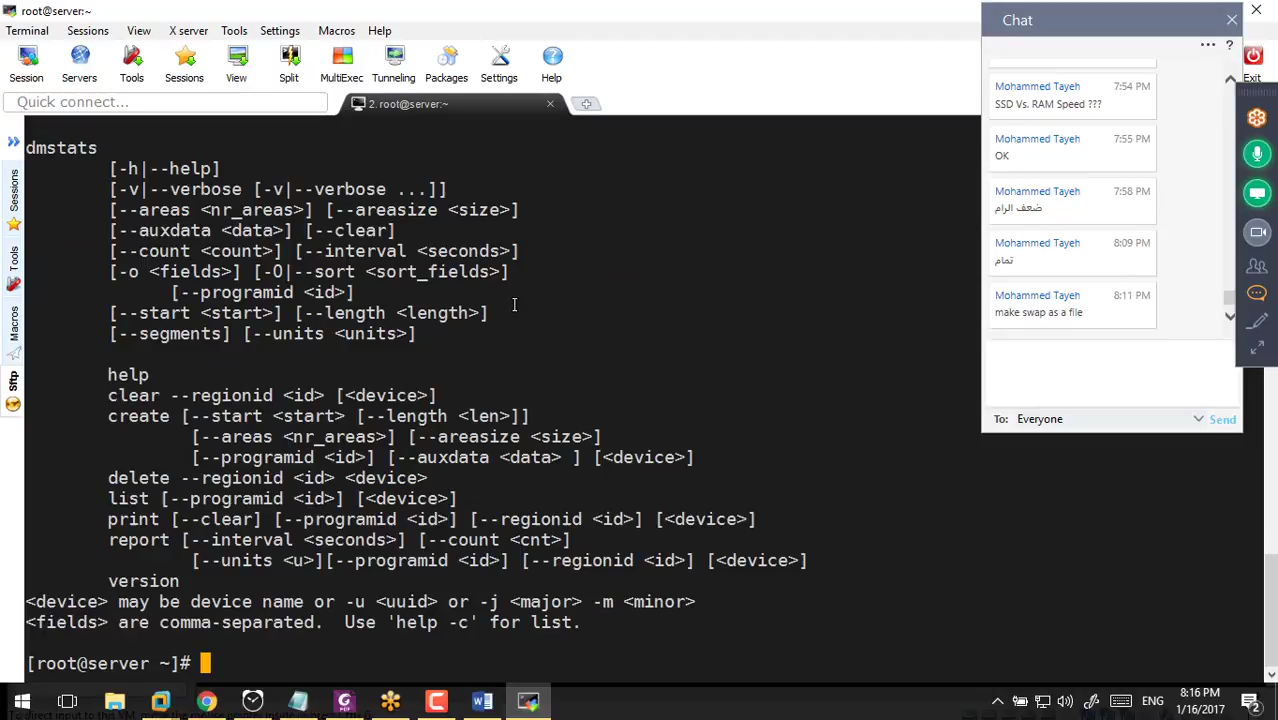 root@server:~
Terminal Sessions View X server Tools Settings Macros Help
Session Servers Tools Sessions View Split MultiExec Tunneling Packages Settings Help
Exit
Quick connect...
2. root@server:~
Sessions
Tools
Macros
Sftp
dmstats
[-h|--help]
[-v|--verbose [-v|--verbose ...]]
[--areas <nr_areas>] [--areasize <size>]
[--auxdata <data>] [--clear]
[--count <count>] [--interval <seconds>]
[-o <fields>] [-O|--sort <sort_fields>]
[--programid <id>]
[--start <start>] [--length <length>]
[--segments] [--units <units>]
help
clear --regionid <id> [<device>]
create [--start <start> [--length <len>]]
[--areas <nr_areas>] [--areasize <size>]
[--programid <id>] [--auxdata <data> ] [<device>]
delete --regionid <id> <device>
list [--programid <id>] [<device>]
print [--clear] [--programid <id>] [--regionid <id>] [<device>]
report [--interval <seconds>] [--count <cnt>]
[--units <u>][--programid <id>] [--regionid <id>] [<device>]
version
<device> may be device name or -u <uuid> or -j <major> -m <minor>
<fields> are comma-separated.  Use 'help -c' for list.
[root@server ~]#
Chat
?
Mohammed Tayeh 7:54 PM
SSD Vs. RAM Speed ???
Mohammed Tayeh 7:55 PM
OK
Mohammed Tayeh 7:58 PM
ضعف الرام
Mohammed Tayeh 8:09 PM
تمام
Mohammed Tayeh 8:11 PM
make swap as a file
To: Everyone Send
ENG
8:16 PM
1/16/2017
2